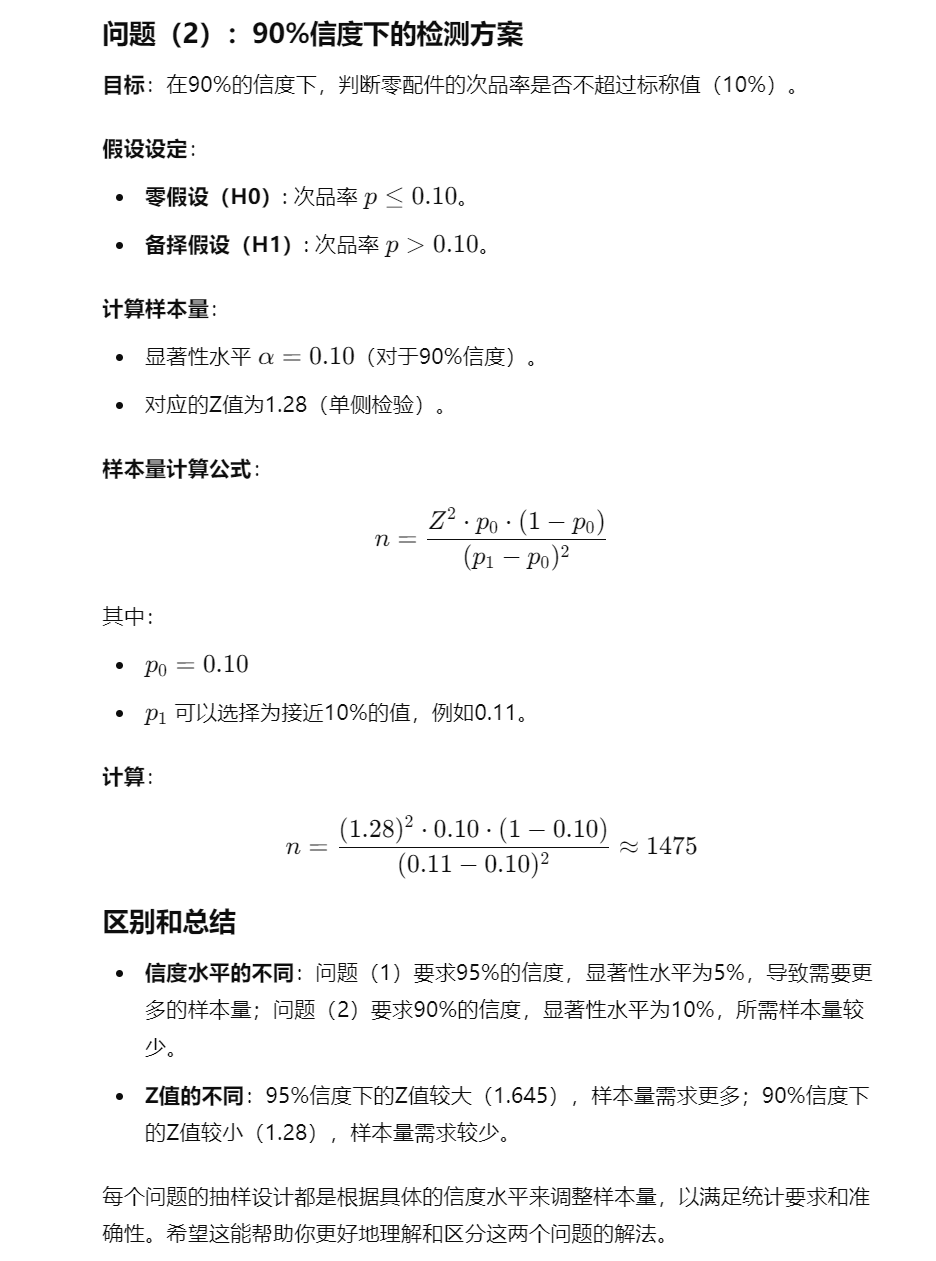 问题（2）：90%信度下的检测方案
目标：在90%的信度下，判断零配件的次品率是否不超过标称值（10%）。
假设设定：
• 零假设（H0）: 次品率 p ≤ 0.10。
• 备择假设（H1）: 次品率 p > 0.10。
计算样本量：
• 显著性水平 α = 0.10（对于90%信度）。
• 对应的Z值为1.28（单侧检验）。
样本量计算公式：
n = \frac{Z^2 · p_0 · (1 − p_0)}{(p_1 − p_0)^2}
其中：
• p_0 = 0.10
• p_1 可以选择为接近10%的值，例如0.11。
计算：
n = \frac{(1.28)^2 · 0.10 · (1 − 0.10)}{(0.11 − 0.10)^2} ≈ 1475
区别和总结
• 信度水平的不同：问题（1）要求95%的信度，显著性水平为5%，导致需要更
多的样本量；问题（2）要求90%的信度，显著性水平为10%，所需样本量较
少。
• Z值的不同：95%信度下的Z值较大（1.645），样本量需求更多；90%信度下
的Z值较小（1.28），样本量需求较少。
每个问题的抽样设计都是根据具体的信度水平来调整样本量，以满足统计要求和准
确性。希望这能帮助你更好地理解和区分这两个问题的解法。